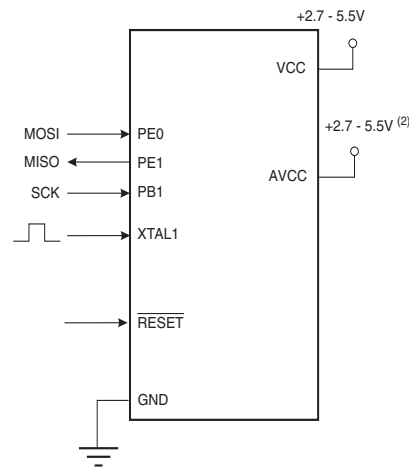 +2.7 - 5.5V
VCC
+2.7 - 5.5V (2)
MOSI PE0
MISO PE1
AVCC
SCK PB1
XTAL1
RESET
GND